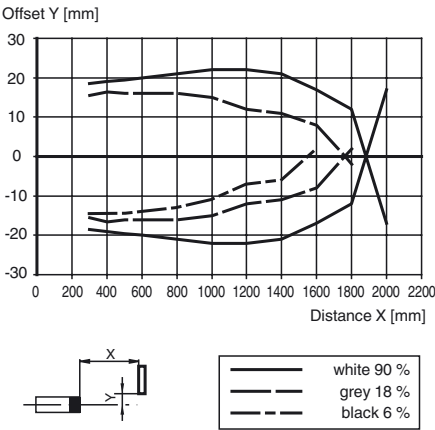 Offset Y [mm]
30
20
10
0
-10
-20
-30
0 200 400 600 800 1000 1200 1400 1600 1800 2000 2200
Distance X [mm]
X
Y
white 90 %
grey 18 %
black 6 %